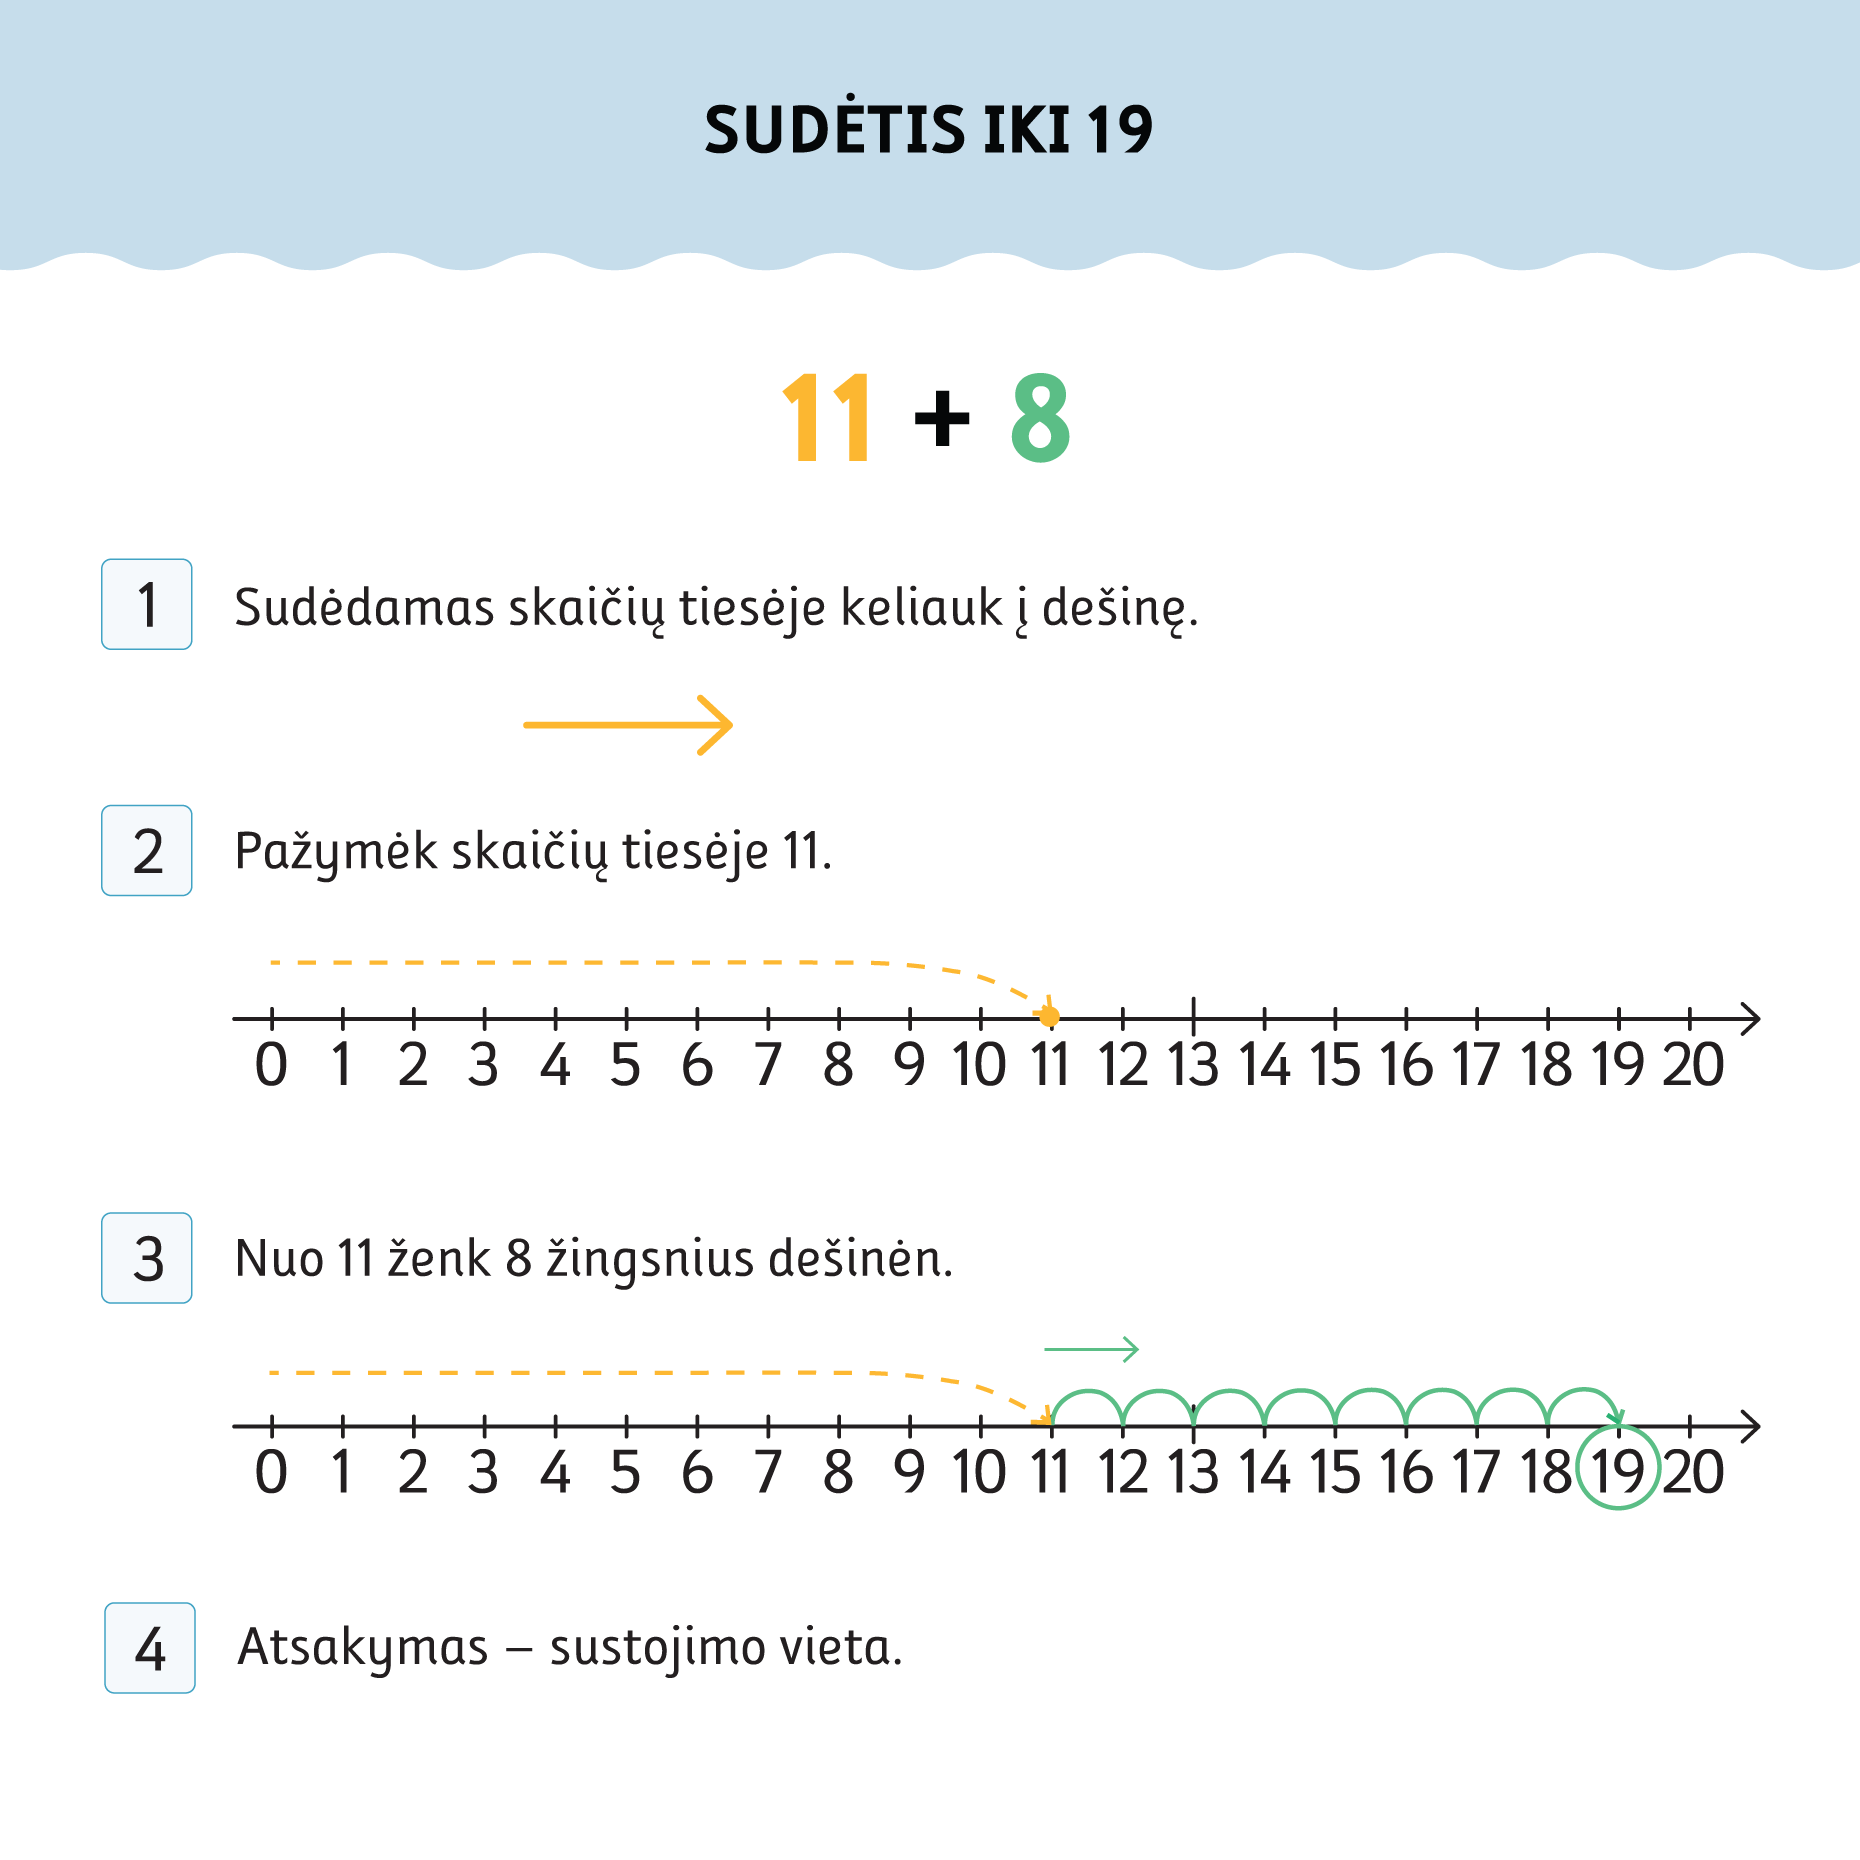 SUDĖTIS IKI 19
11 + 8
1 Sudėdamas skaičių tiesėje keliauk į dešinę.
2 Pažymėk skaičių tiesėje 11.
0 1 2 3 4 5 6 7 8 9 10 11 12 13 14 15 16 17 18 19 20
3 Nuo 11 ženk 8 žingsnius dešinėn.
0 1 2 3 4 5 6 7 8 9 10 11 12 13 14 15 16 17 18 19 20
4 Atsakymas – sustojimo vieta.